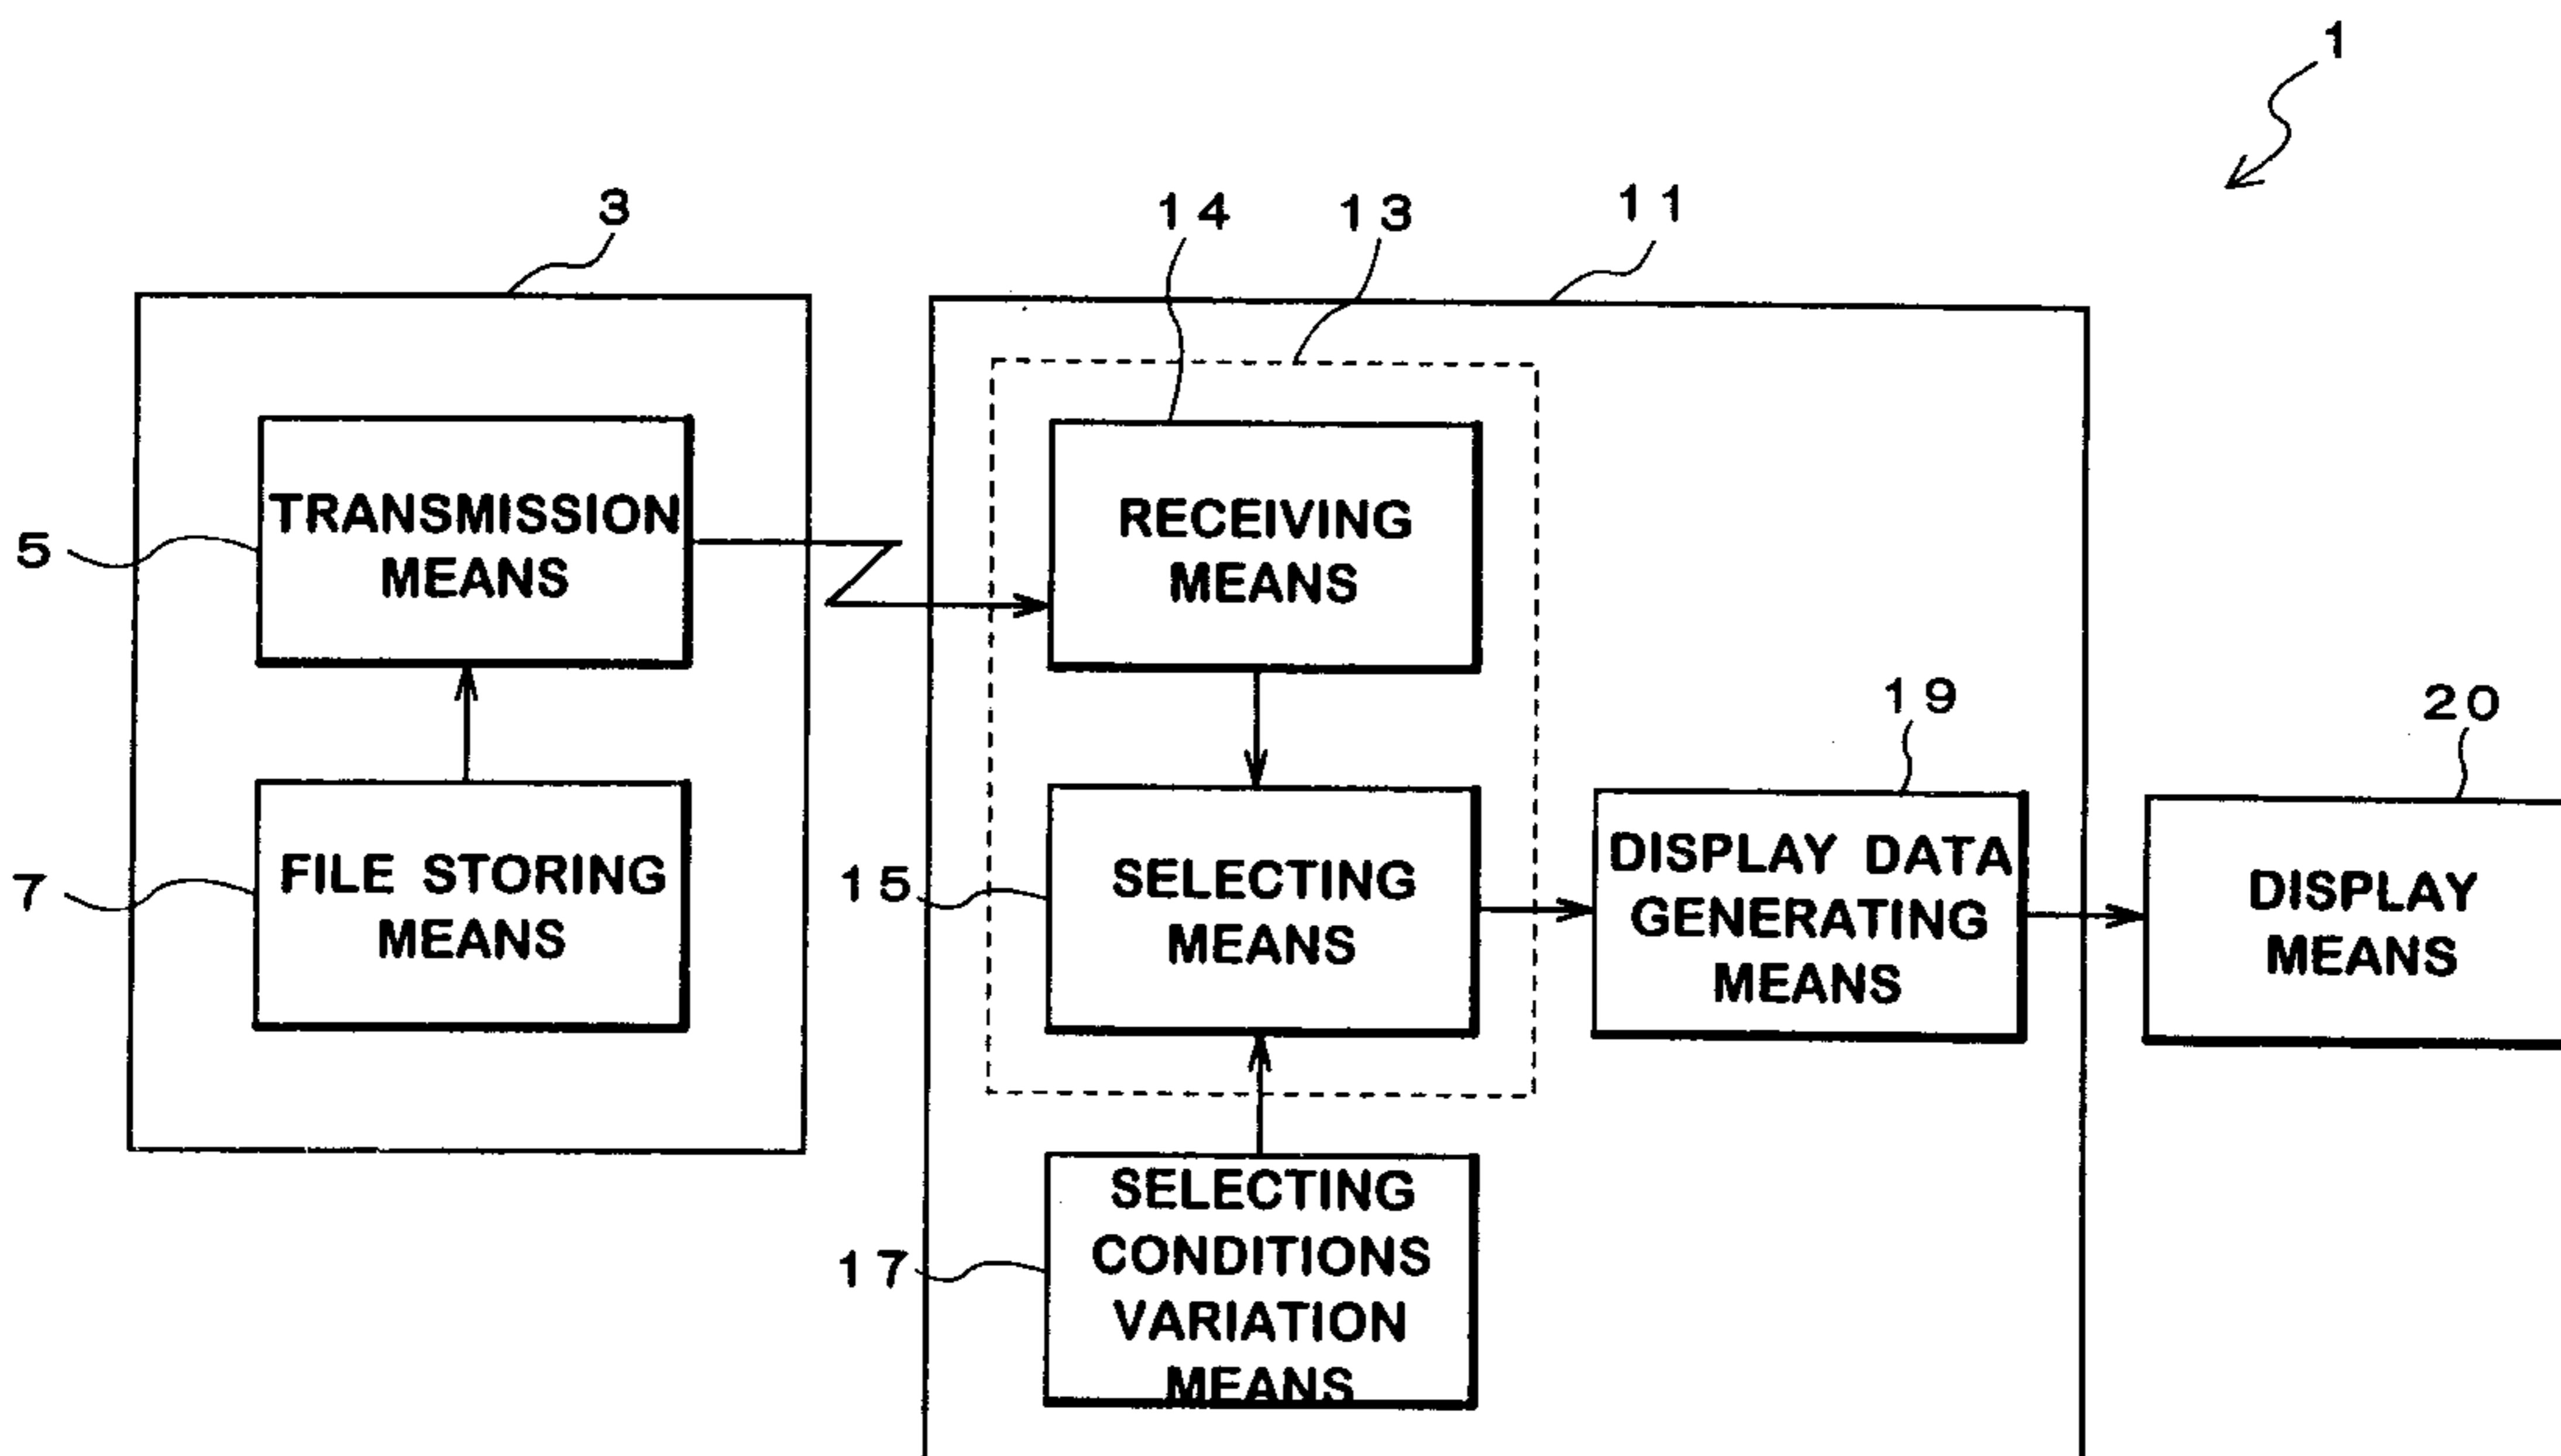 1
3
14
13
11
TRANSMISSION
MEANS
5
RECEIVING
MEANS
19
20
FILE STORING
MEANS
7
15
SELECTING
MEANS
DISPLAY DATA
GENERATING
MEANS
DISPLAY
MEANS
17
SELECTING
CONDITIONS
VARIATION
MEANS